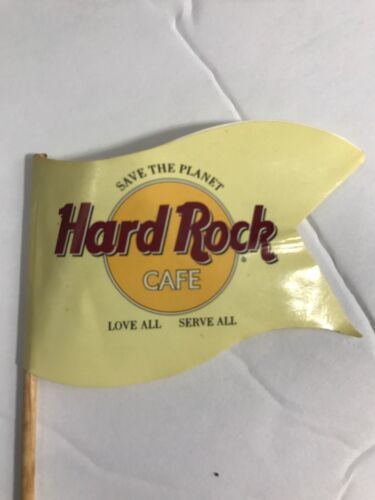 SAVE THE PLANET
Hard Rock
®
CAFE
LOVE ALL SERVE ALL